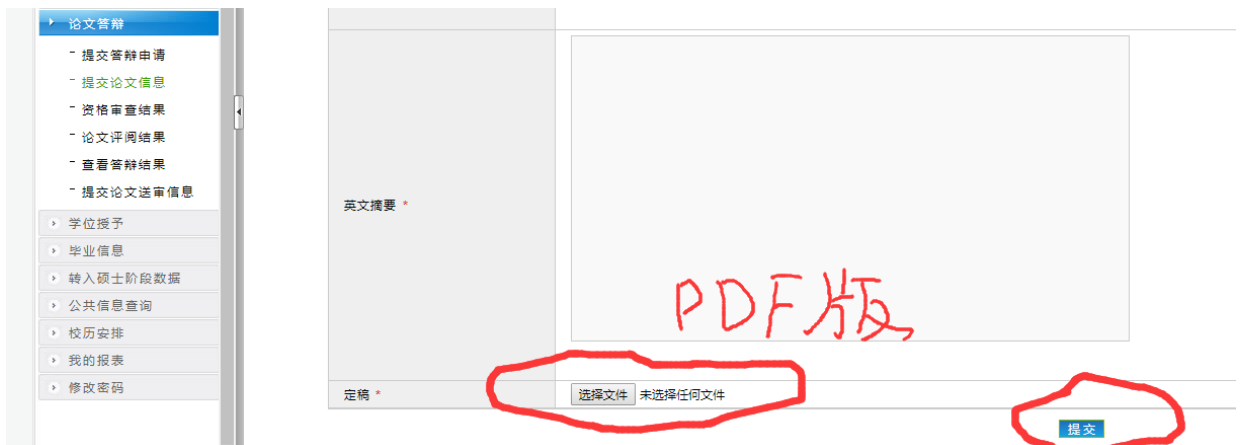 论文答辩
提交答辩申请
提交论文信息
资格审查结果
论文评阅结果
查看答辩结果
提交论文送审信息
学位授予
毕业信息
转入硕士阶段数据
公共信息查询
校历安排
我的报表
修改密码
英文摘要 *
PDF版
定稿 *
选择文件 未选择任何文件
提交